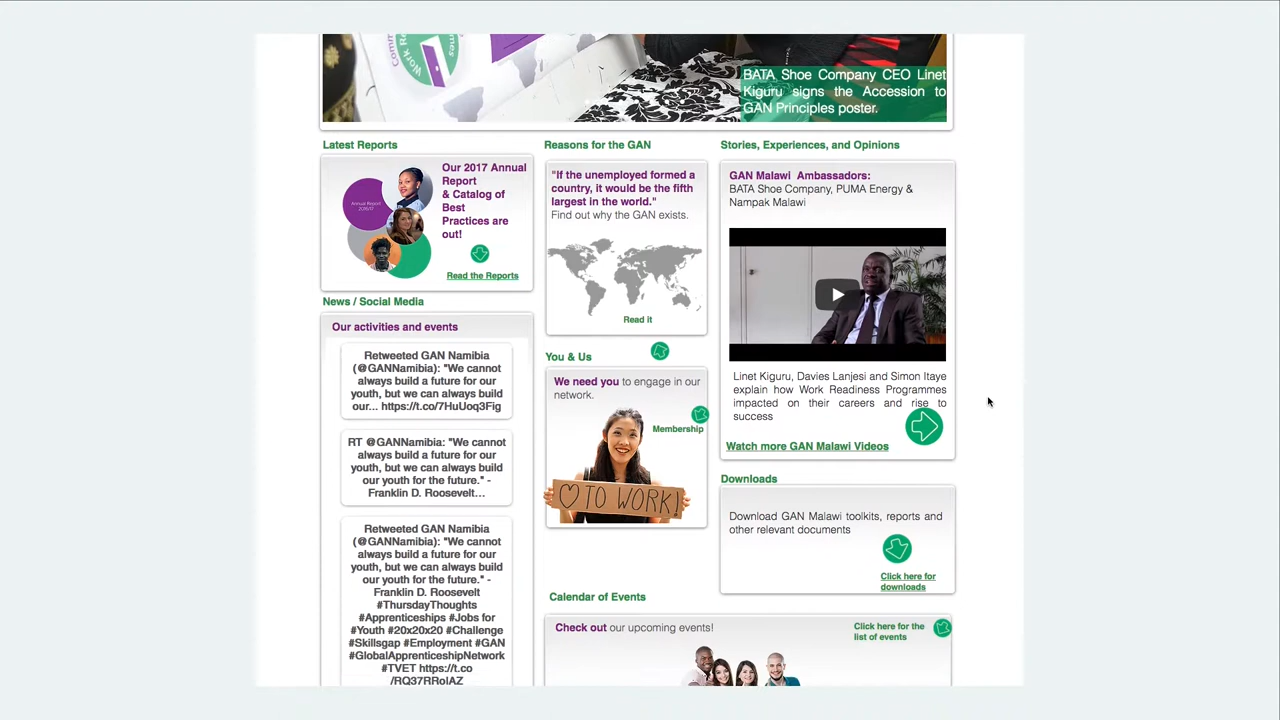 BATA Shoe Company CEO Linet
Kiguru signs the Accession to
GAN Principles poster.
Latest Reports
Our 2017 Annual
Report
& Catalog of
Best
Practices are
out!
Read the Reports
News / Social Media
Our activities and events
Retweeted GAN Namibia
(@GANNamibia): "We cannot
always build a future for our
youth, but we can always build
our... https://t.co/7HuUoq3Fig
RT @GANNamibia: "We cannot
always build a future for our
youth, but we can always build
our youth for the future." -
Franklin D. Roosevelt...
Retweeted GAN Namibia
(@GANNamibia): "We cannot
always build a future for our
youth, but we can always build
our youth for the future." -
Franklin D. Roosevelt
#ThursdayThoughts
#Apprenticeships #Jobs for
#Youth #20x20x20 #Challenge
#Skillsgap #Employment #GAN
#GlobalApprenticeshipNetwork
#TVET https://t.co
/RQ37RRolAZ
Reasons for the GAN
"If the unemployed formed a
country, it would be the fifth
largest in the world."
Find out why the GAN exists.
Read it
You & Us
We need you to engage in our
network.
Membership
TO WORK!
Stories, Experiences, and Opinions
GAN Malawi Ambassadors:
BATA Shoe Company, PUMA Energy &
Nampak Malawi
Linet Kiguru, Davies Lanjesi and Simon Itaye
explain how Work Readiness Programmes
impacted on their careers and rise to
success
Watch more GAN Malawi Videos
Downloads
Download GAN Malawi toolkits, reports and
other relevant documents
Click here for
downloads
Calendar of Events
Check out our upcoming events!
Click here for the
list of events